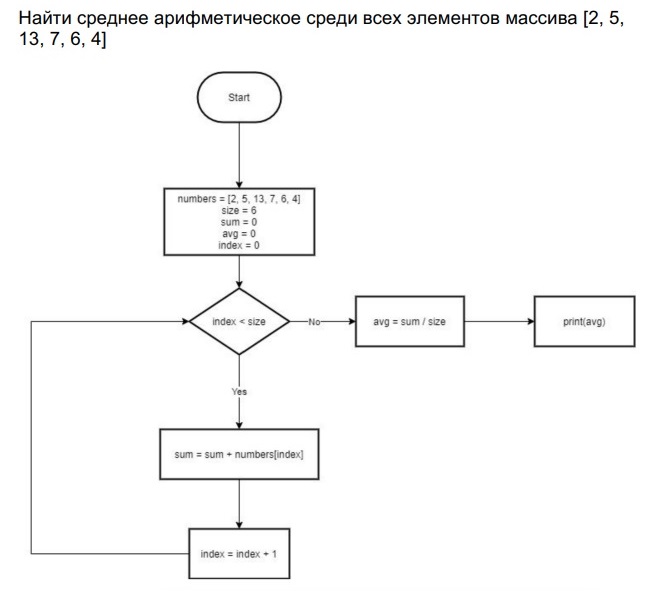 Найти среднее арифметическое среди всех элементов массива [2, 5,
13, 7, 6, 4]
Start
numbers = [2, 5, 13, 7, 6, 4]
size = 6
sum = 0
avg = 0
index = 0
index < size
No
avg = sum / size
print(avg)
Yes
sum = sum + numbers[index]
index = index + 1